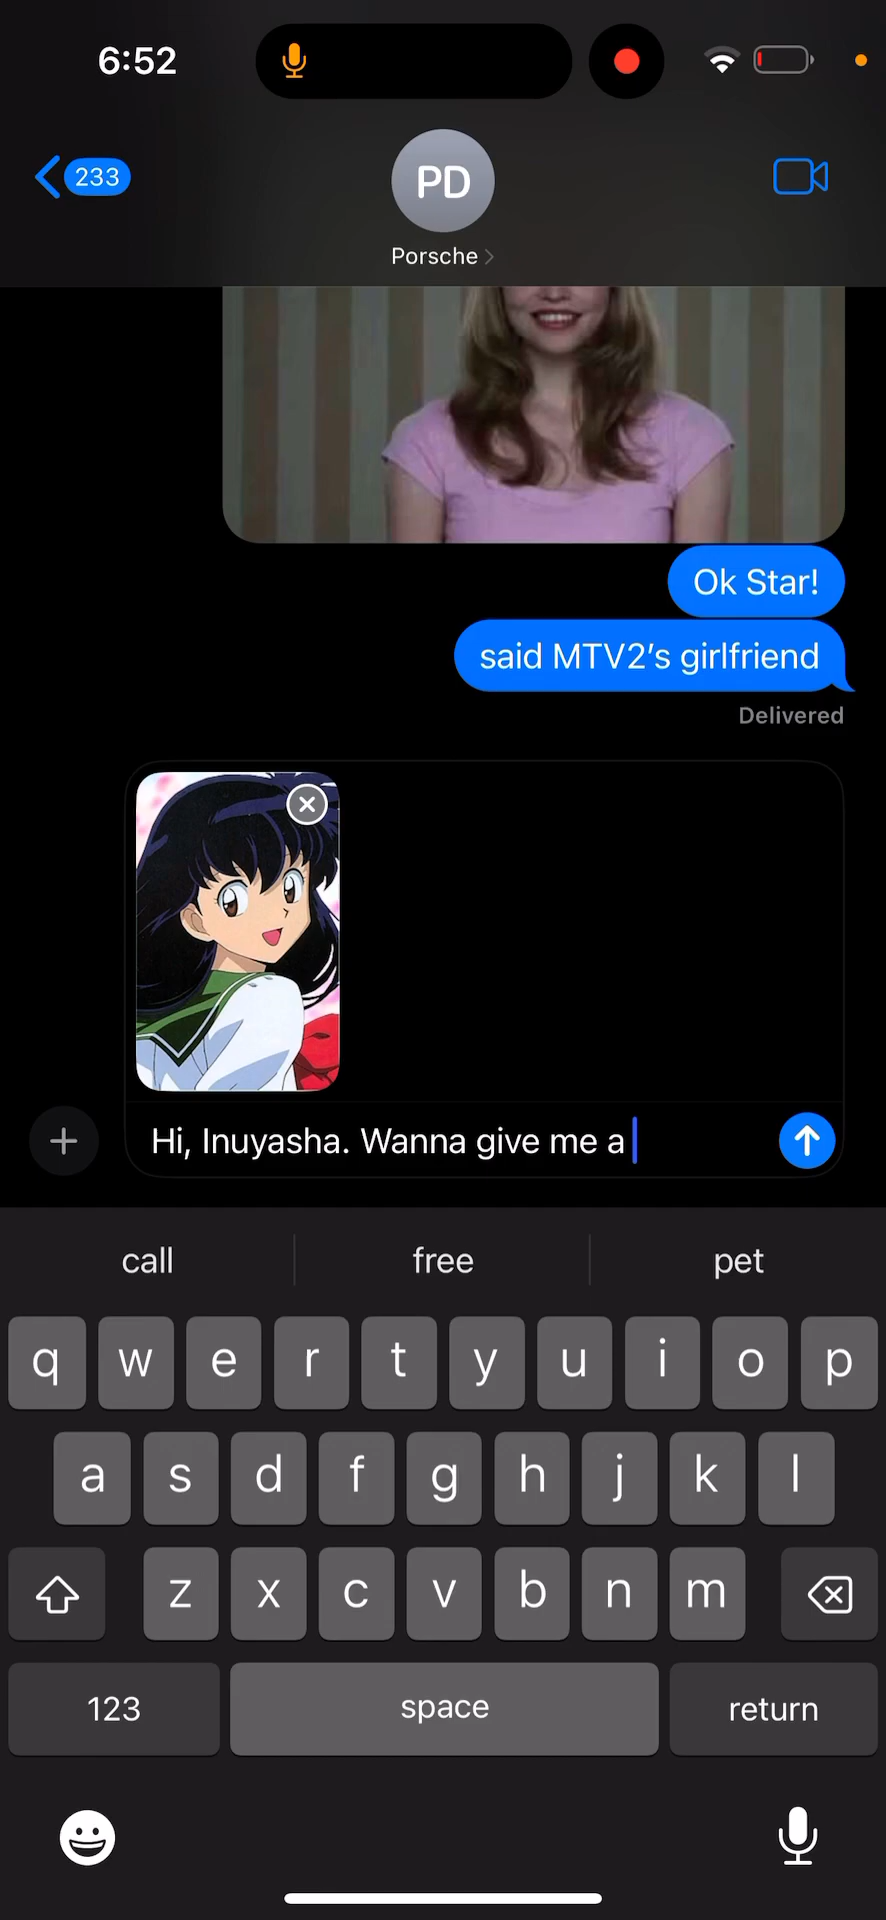 6:52
233
PD
Porsche
Ok Star!
said MTV2’s girlfriend
Delivered
Hi, Inuyasha. Wanna give me a
call free pet
q w e r t y u i o p
a s d f g h j k l
z x c v b n m
123 space return